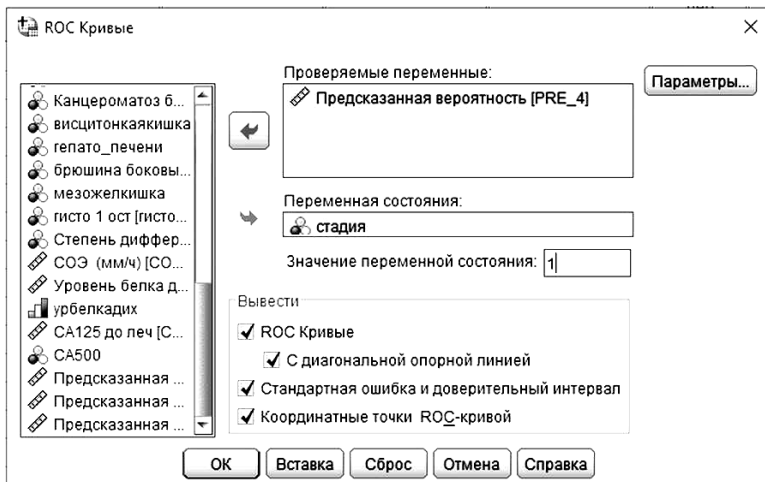 ROC Кривые
Канцероматоз б...
висцитонкаякишка
гепато_печени
брюшина боковы...
мезожелкишка
гисто 1 ост [гисто...
Степень диффер...
СОЭ (мм/ч) [СО...
Уровень белка д...
урбелкадих
СА125 до леч [С...
СА500
Предсказанная ...
Предсказанная ...
Предсказанная ...
Проверяемые переменные:
Предсказанная вероятность [PRE_4]
Параметры...
Переменная состояния:
стадия
Значение переменной состояния: 1
Вывести
ROC Кривые
С диагональной опорной линией
Стандартная ошибка и доверительный интервал
Координатные точки ROC-кривой
ОК
Вставка
Сброс
Отмена
Справка